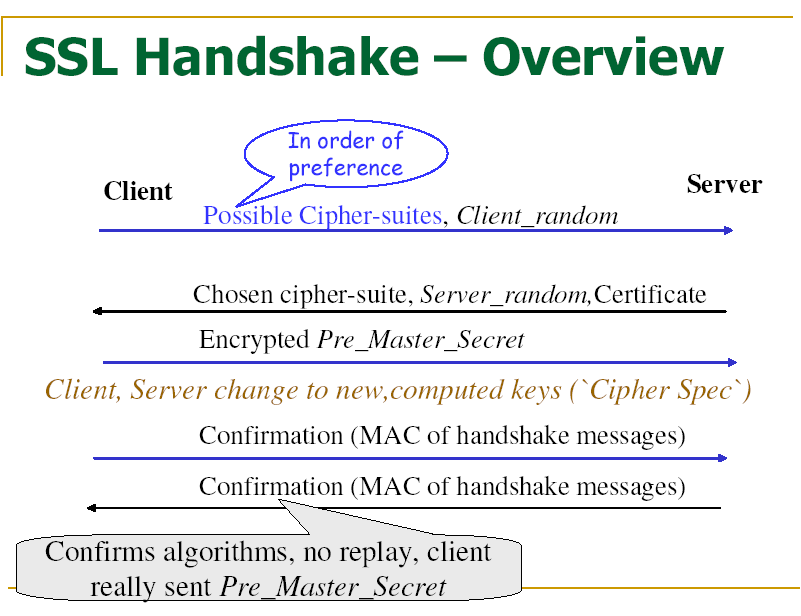 SSL Handshake – Overview
In order of
preference
Client
Server
Possible Cipher-suites, Client_random
Chosen cipher-suite, Server_random,Certificate
Encrypted Pre_Master_Secret
Client, Server change to new,computed keys (`Cipher Spec`)
Confirmation (MAC of handshake messages)
Confirmation (MAC of handshake messages)
Confirms algorithms, no replay, client
really sent Pre_Master_Secret